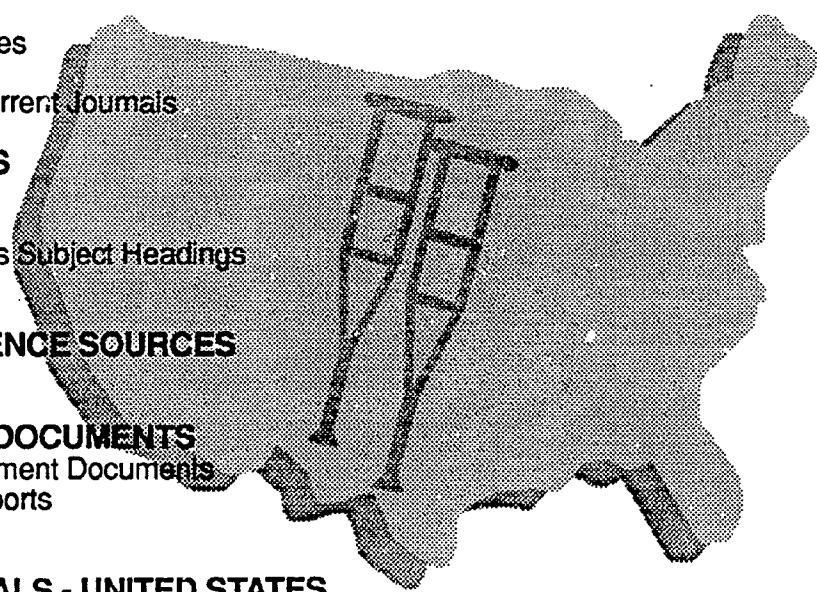 es
rrent Journals
S
s Subject Headings
ENCE SOURCES
DOCUMENTS
ment Documents
ports
ALS - UNITED STATES